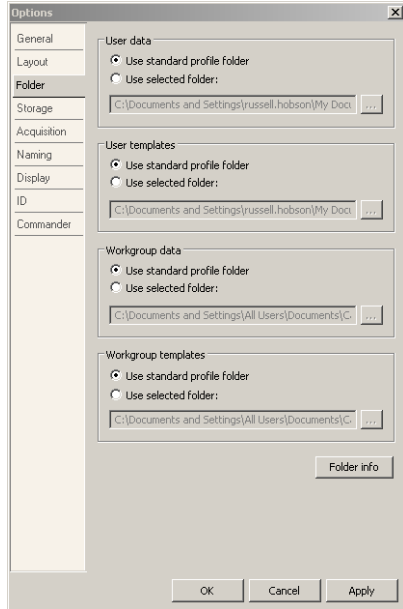 Options
General
Layout
Folder
Storage
Acquisition
Naming
Display
ID
Commander
User data
Use standard profile folder
Use selected folder:
C:\Documents and Settings\russell.hobson\My Docu
...
User templates
Use standard profile folder
Use selected folder:
C:\Documents and Settings\russell.hobson\My Docu
...
Workgroup data
Use standard profile folder
Use selected folder:
C:\Documents and Settings\All Users\Documents\C
...
Workgroup templates
Use standard profile folder
Use selected folder:
C:\Documents and Settings\All Users\Documents\C
...
Folder info
OK
Cancel
Apply